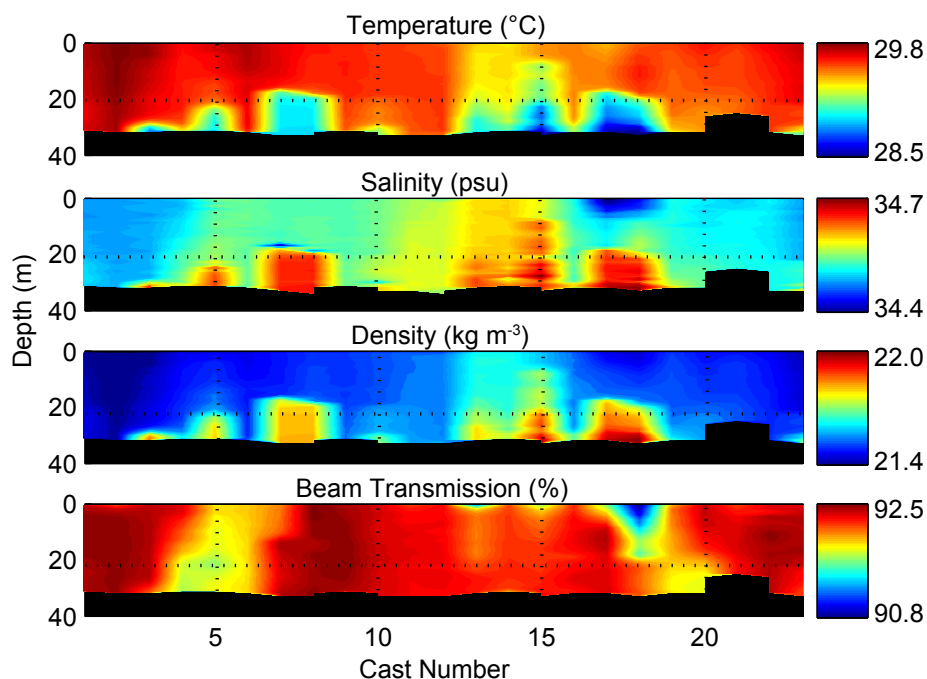 Temperature (°C)
0
20
40
29.8
28.5
Salinity (psu)
0
20
40
34.7
34.4
Depth (m)
Density (kg m-3)
0
20
40
22.0
21.4
Beam Transmission (%)
0
20
40
92.5
90.8
5 10 15 20
Cast Number